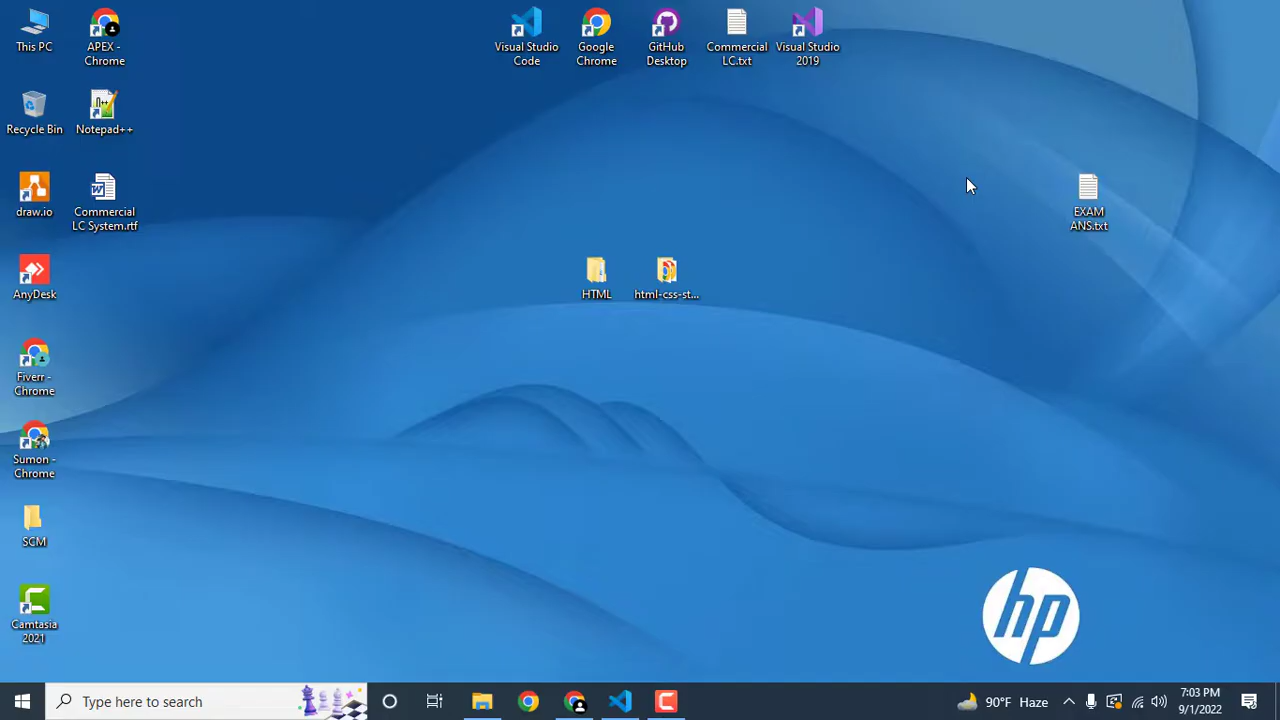 This PC
APEX -
Chrome
Visual Studio
Code
Google
Chrome
GitHub
Desktop
Commercial
LC.txt
Visual Studio
2019
Recycle Bin
Notepad++
draw.io
Commercial
LC System.rtf
EXAM
ANS.txt
AnyDesk
HTML
html-css-st...
Fiverr -
Chrome
Sumon -
Chrome
SCM
Camtasia
2021
hp
Type here to search
90°F Haze
7:03 PM
9/1/2022